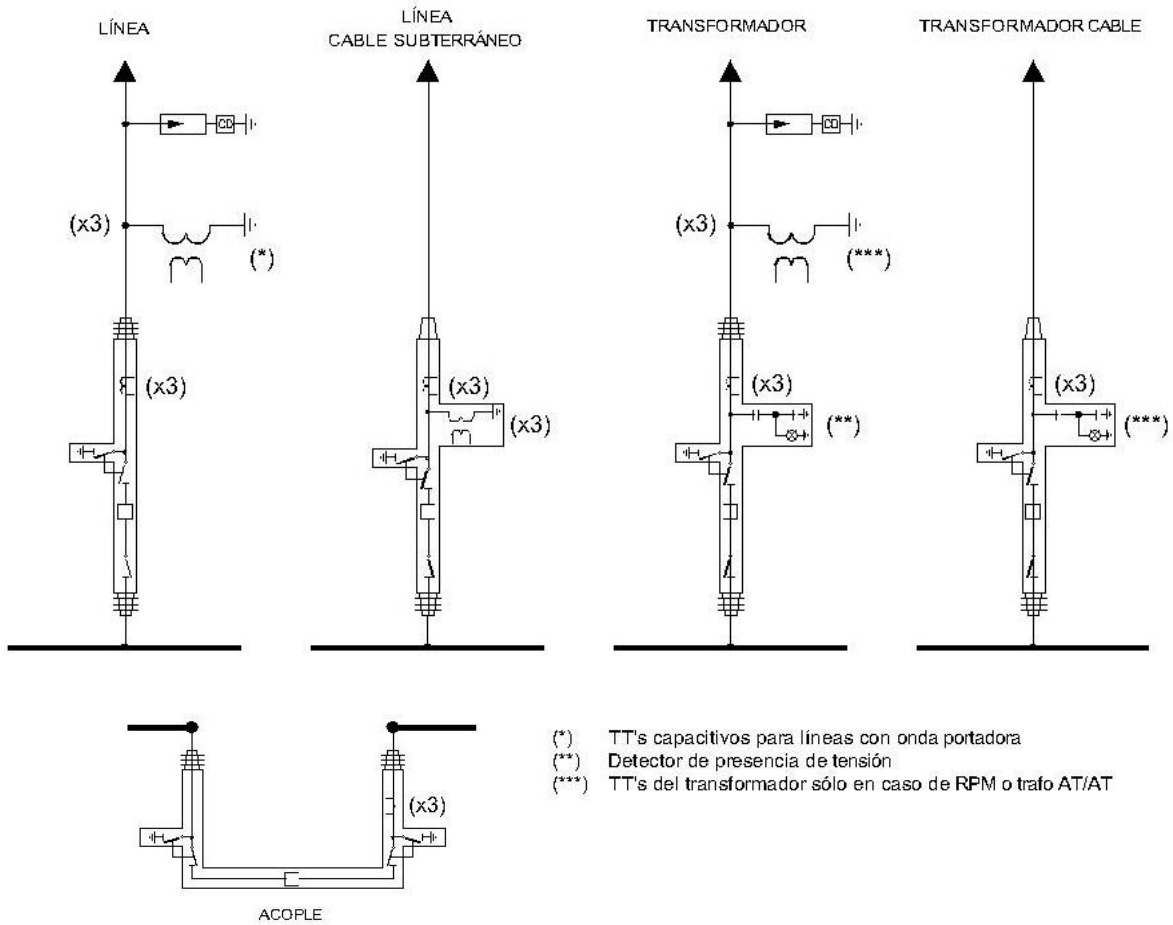 LÍNEA
LÍNEA
CABLE SUBTERRÁNEO
TRANSFORMADOR
TRANSFORMADOR CABLE
CD
CD
(x3)
(*)
(x3)
(***)
(x3)
(x3)
(x3)
(x3)
(x3)
(**)
(***)
(x3)
ACOPLE
(*) TT's capacitivos para líneas con onda portadora
(**) Detector de presencia de tensión
(***) TT's del transformador sólo en caso de RPM o trafo AT/AT